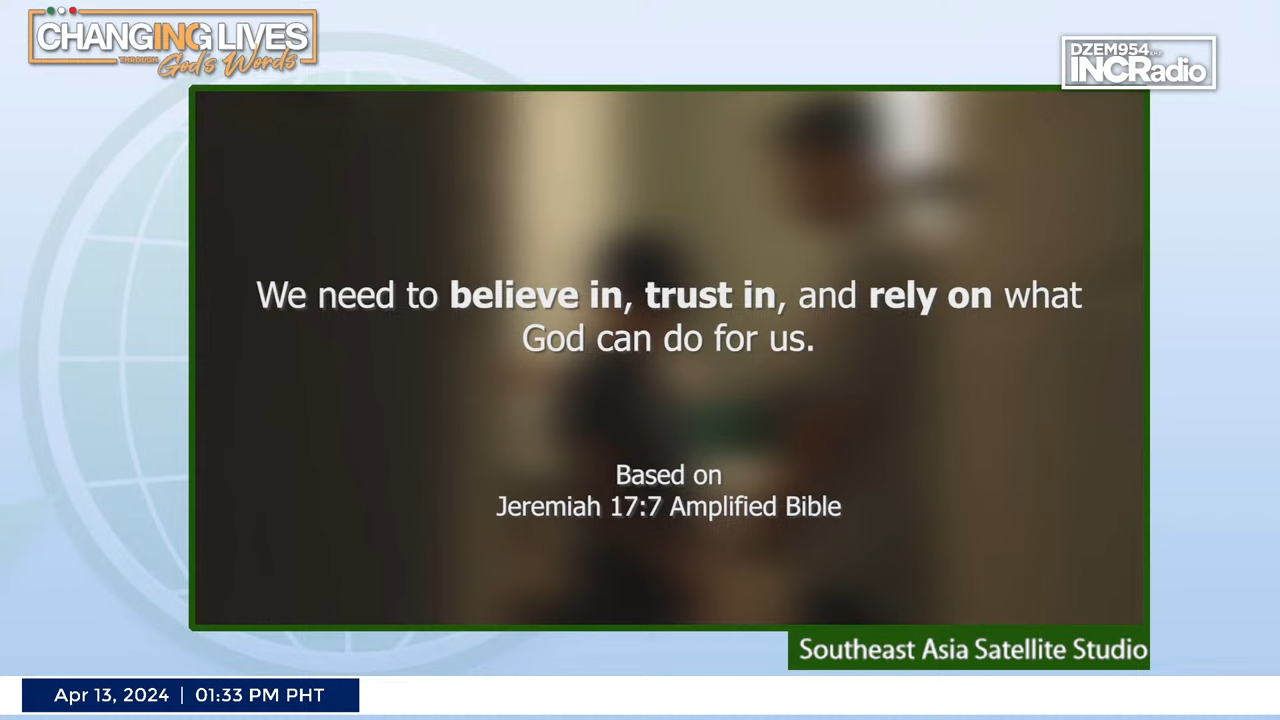 CHANGING LIVES
THROUGH God's Words
DZEM954 KHZ
INCRadio
We need to believe in, trust in, and rely on what
God can do for us.
Based on
Jeremiah 17:7 Amplified Bible
Southeast Asia Satellite Studio
Apr 13, 2024 | 01:33 PM PHT